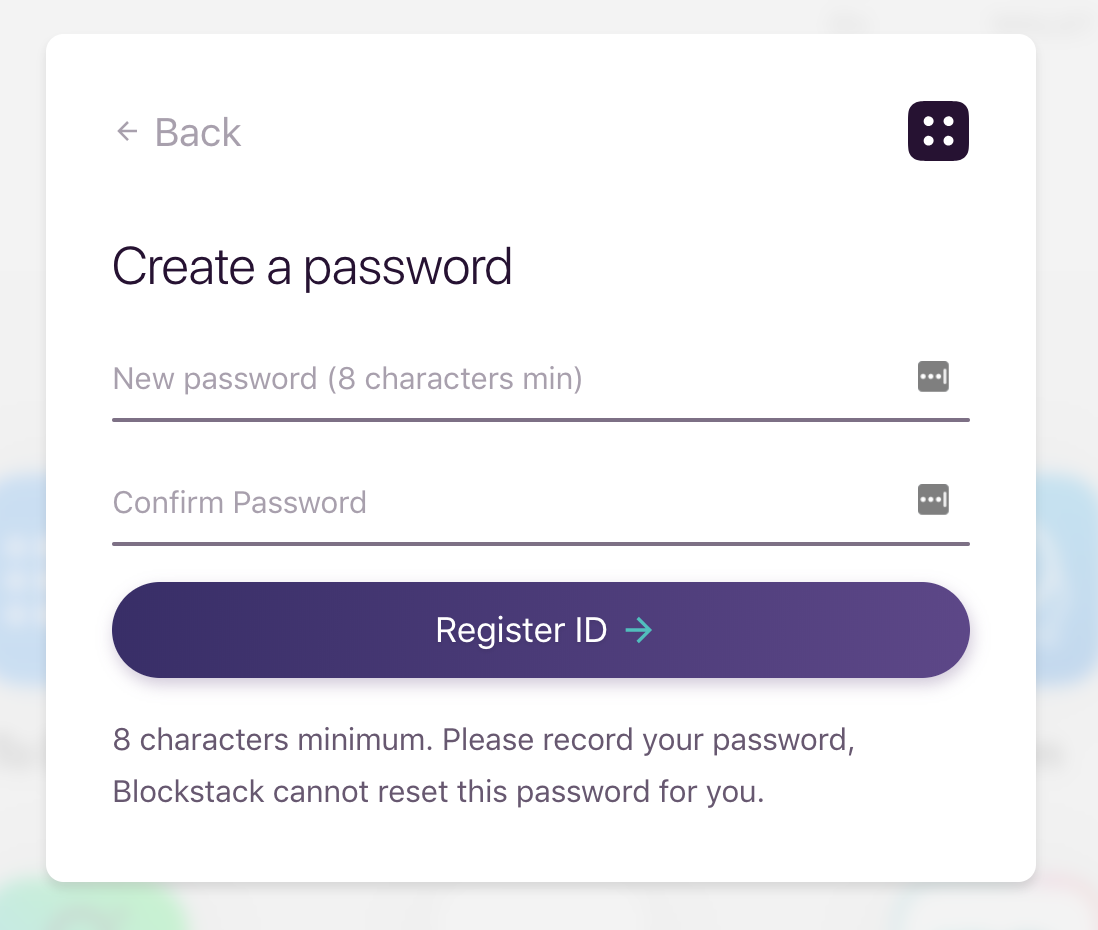 ← Back
Create a password
New password (8 characters min)
Confirm Password
Register ID →
8 characters minimum. Please record your password,
Blockstack cannot reset this password for you.